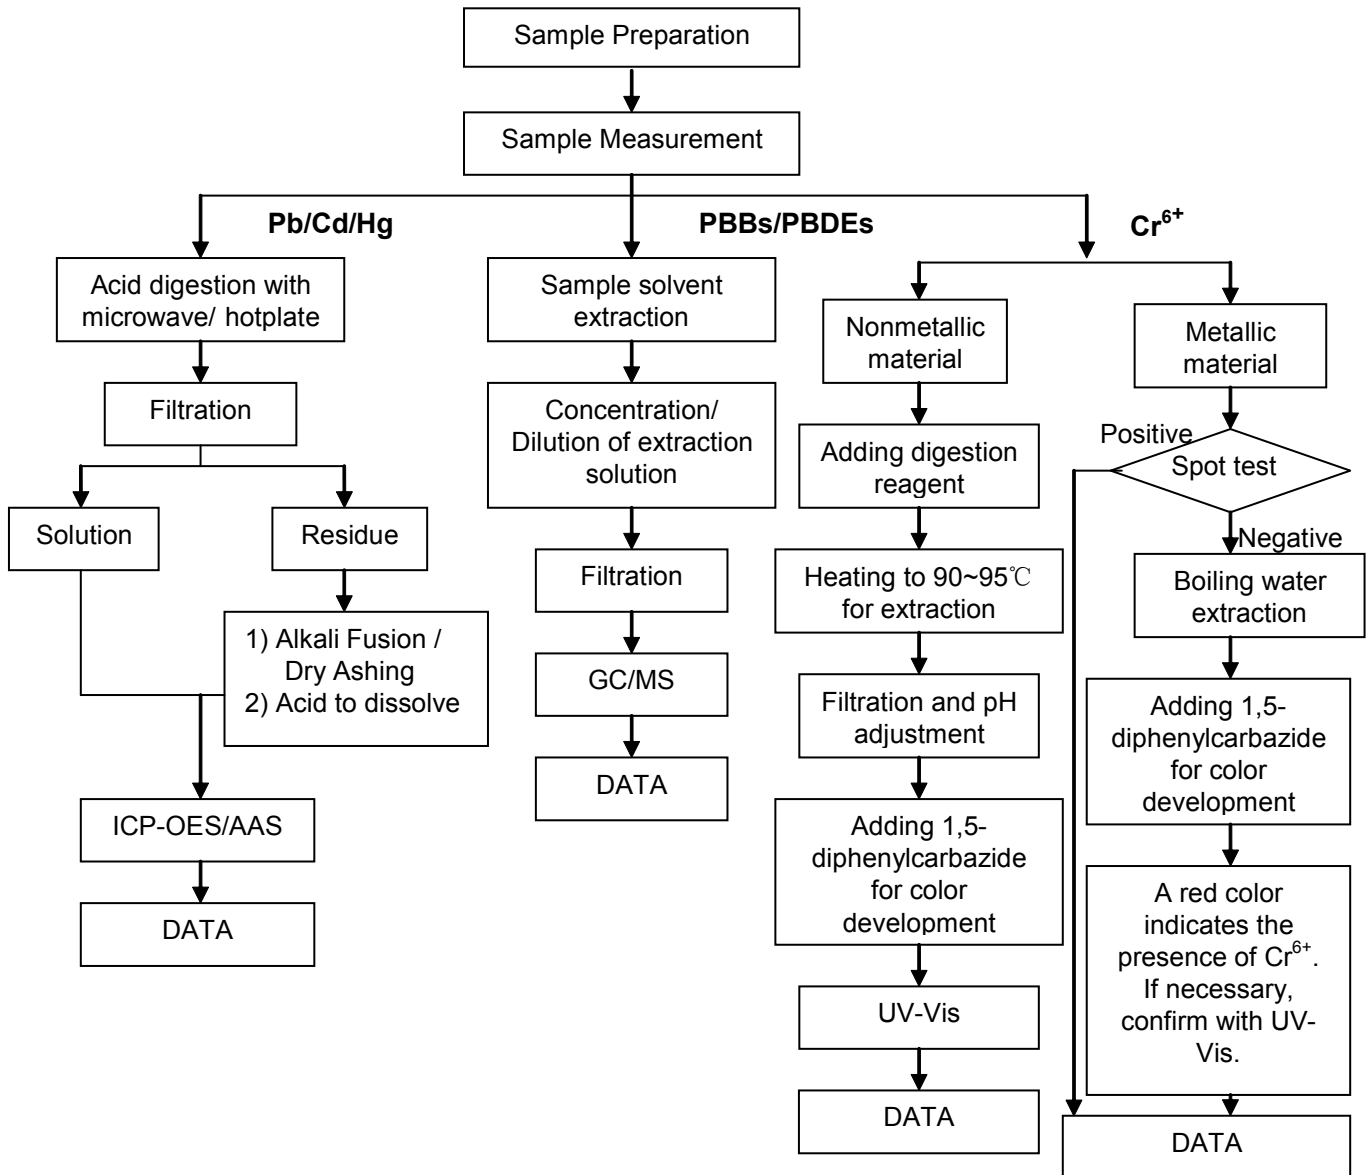 Sample Preparation
Sample Measurement
Pb/Cd/Hg
PBBs/PBDEs
Cr⁶⁺
Acid digestion with
microwave/ hotplate
Filtration
Solution
Residue
1) Alkali Fusion /
Dry Ashing
2) Acid to dissolve
ICP-OES/AAS
DATA
Sample solvent
extraction
Concentration/
Dilution of extraction
solution
Filtration
GC/MS
DATA
Nonmetallic
material
Adding digestion
reagent
Heating to 90~95℃
for extraction
Filtration and pH
adjustment
Adding 1,5-
diphenylcarbazide
for color
development
UV-Vis
DATA
Metallic
material
Positive
Spot test
Negative
Boiling water
extraction
Adding 1,5-
diphenylcarbazide
for color
development
A red color
indicates the
presence of Cr⁶⁺.
If necessary,
confirm with UV-
Vis.
DATA